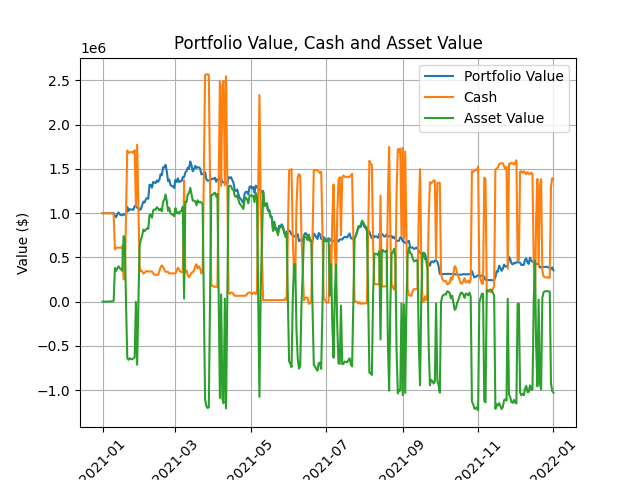 Portfolio Value, Cash and Asset Value
1e6
2.5
2.0
1.5
1.0
0.5
0.0
−0.5
−1.0
Value ($)
Portfolio Value
Cash
Asset Value
2021-01
2021-03
2021-05
2021-07
2021-09
2021-11
2022-01